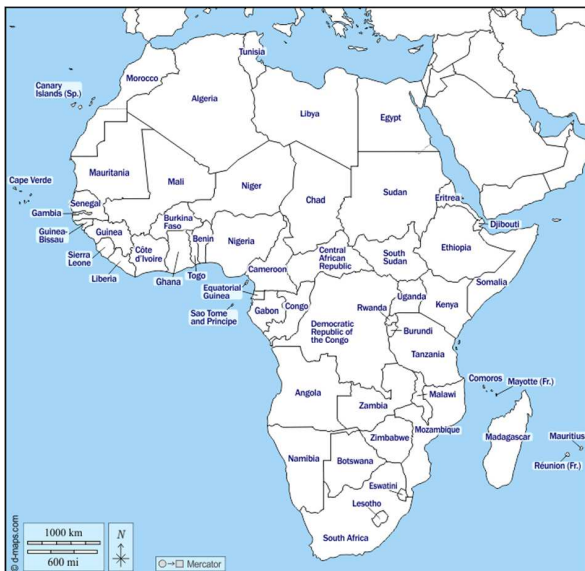 Tunisia
Morocco
Canary
Islands (Sp.)
Algeria
Libya
Egypt
Mauritania
Mali
Niger
Chad
Sudan
Eritrea
Cape Verde
Senegal
Gambia
Guinea-
Bissau
Guinea
Sierra
Leone
Liberia
Côte
d'Ivoire
Ghana
Burkina
Faso
Togo
Benin
Nigeria
Cameroon
Central
African
Republic
South
Sudan
Ethiopia
Djibouti
Somalia
Equatorial
Guinea
Sao Tome
and Principe
Gabon
Congo
Democratic
Republic of
the Congo
Uganda
Kenya
Rwanda
Burundi
Tanzania
Angola
Zambia
Malawi
Comoros
Mayotte (Fr.)
Mozambique
Madagascar
Mauritius
Réunion (Fr.)
Zimbabwe
Namibia
Botswana
Eswatini
Lesotho
South Africa
1000 km
600 mi
N
Mercator
© d-maps.com